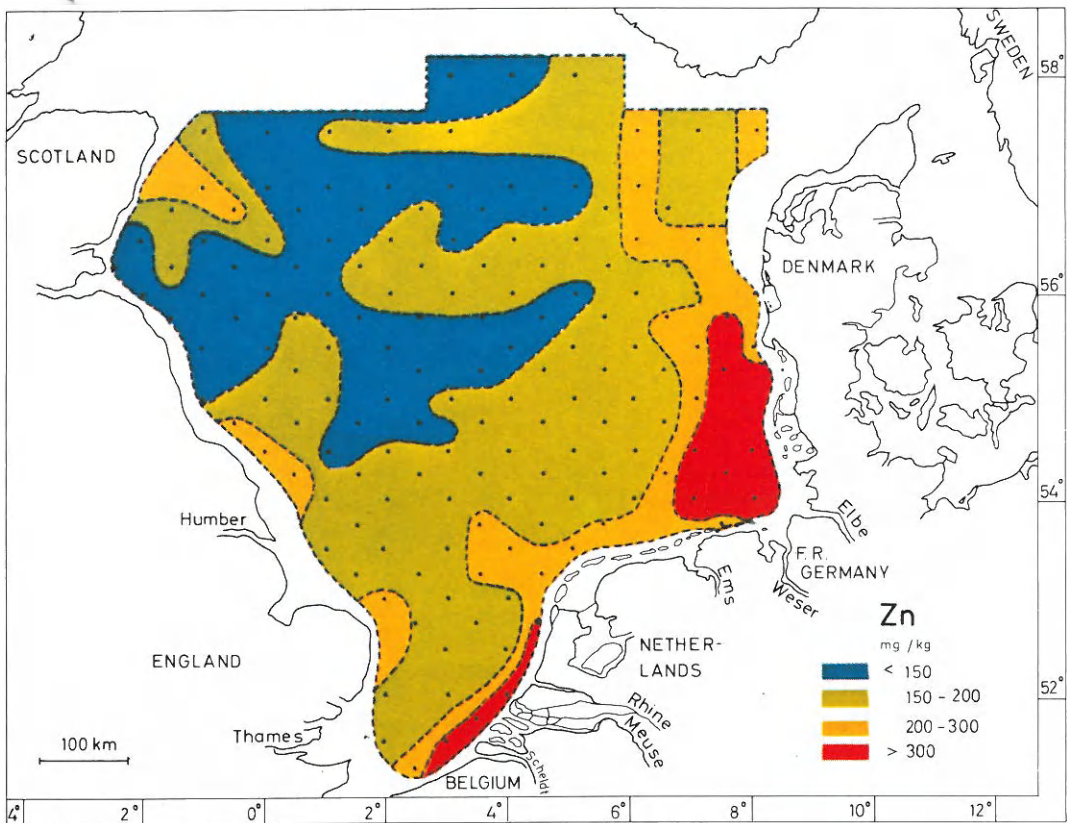 SWEDEN
58°
SCOTLAND
DENMARK
56°
54°
Humber
Elbe
F.R.
GERMANY
Ems
Weser
Zn
mg/kg
< 150
150 - 200
200 - 300
> 300
ENGLAND
NETHER-
LANDS
52°
Rhine
Meuse
Thames
100 km
Scheldt
BELGIUM
4° 2° 0° 2° 4° 6° 8° 10° 12°